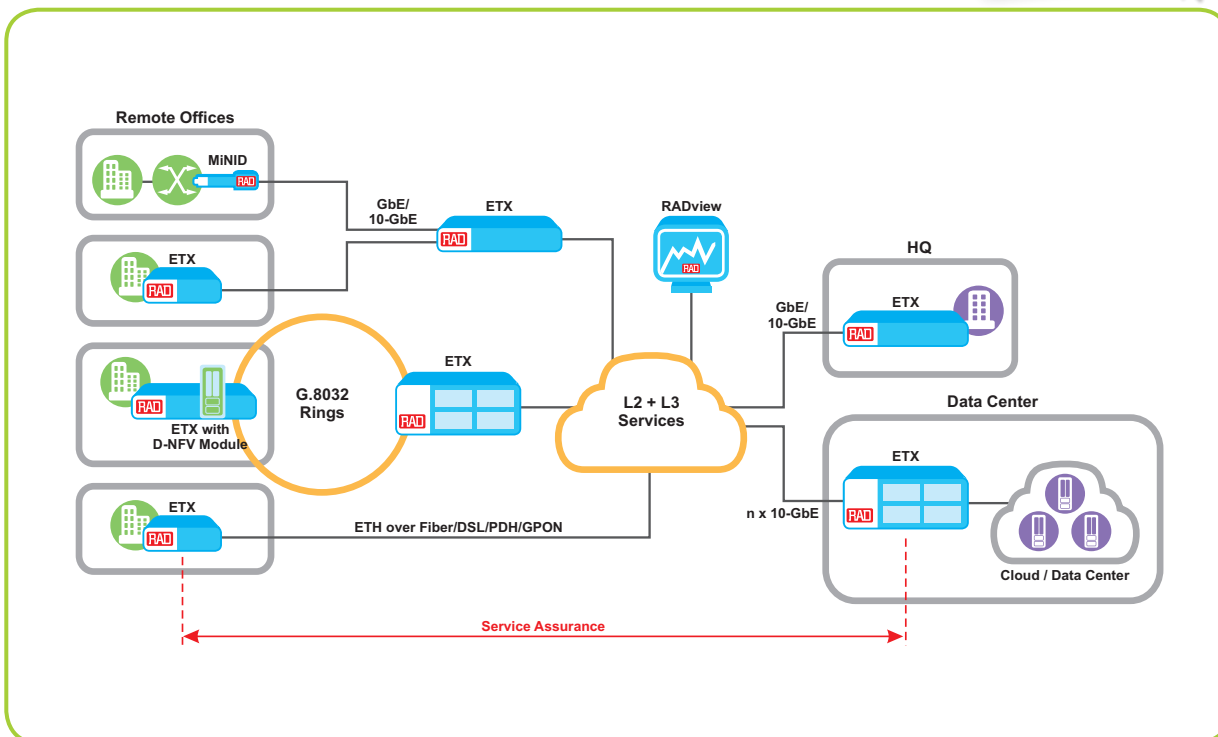 Remote Offices
MiNID
RAD
GbE/
10-GbE
ETX
RAD
RADview
RAD
ETX
RAD
HQ
ETX
RAD
GbE/
10-GbE
G.8032
Rings
ETX
RAD
L2 + L3
Services
RAD
ETX with
D-NFV Module
Data Center
ETX
RAD
n x 10-GbE
Cloud / Data Center
ETX
RAD
ETH over Fiber/DSL/PDH/GPON
Service Assurance